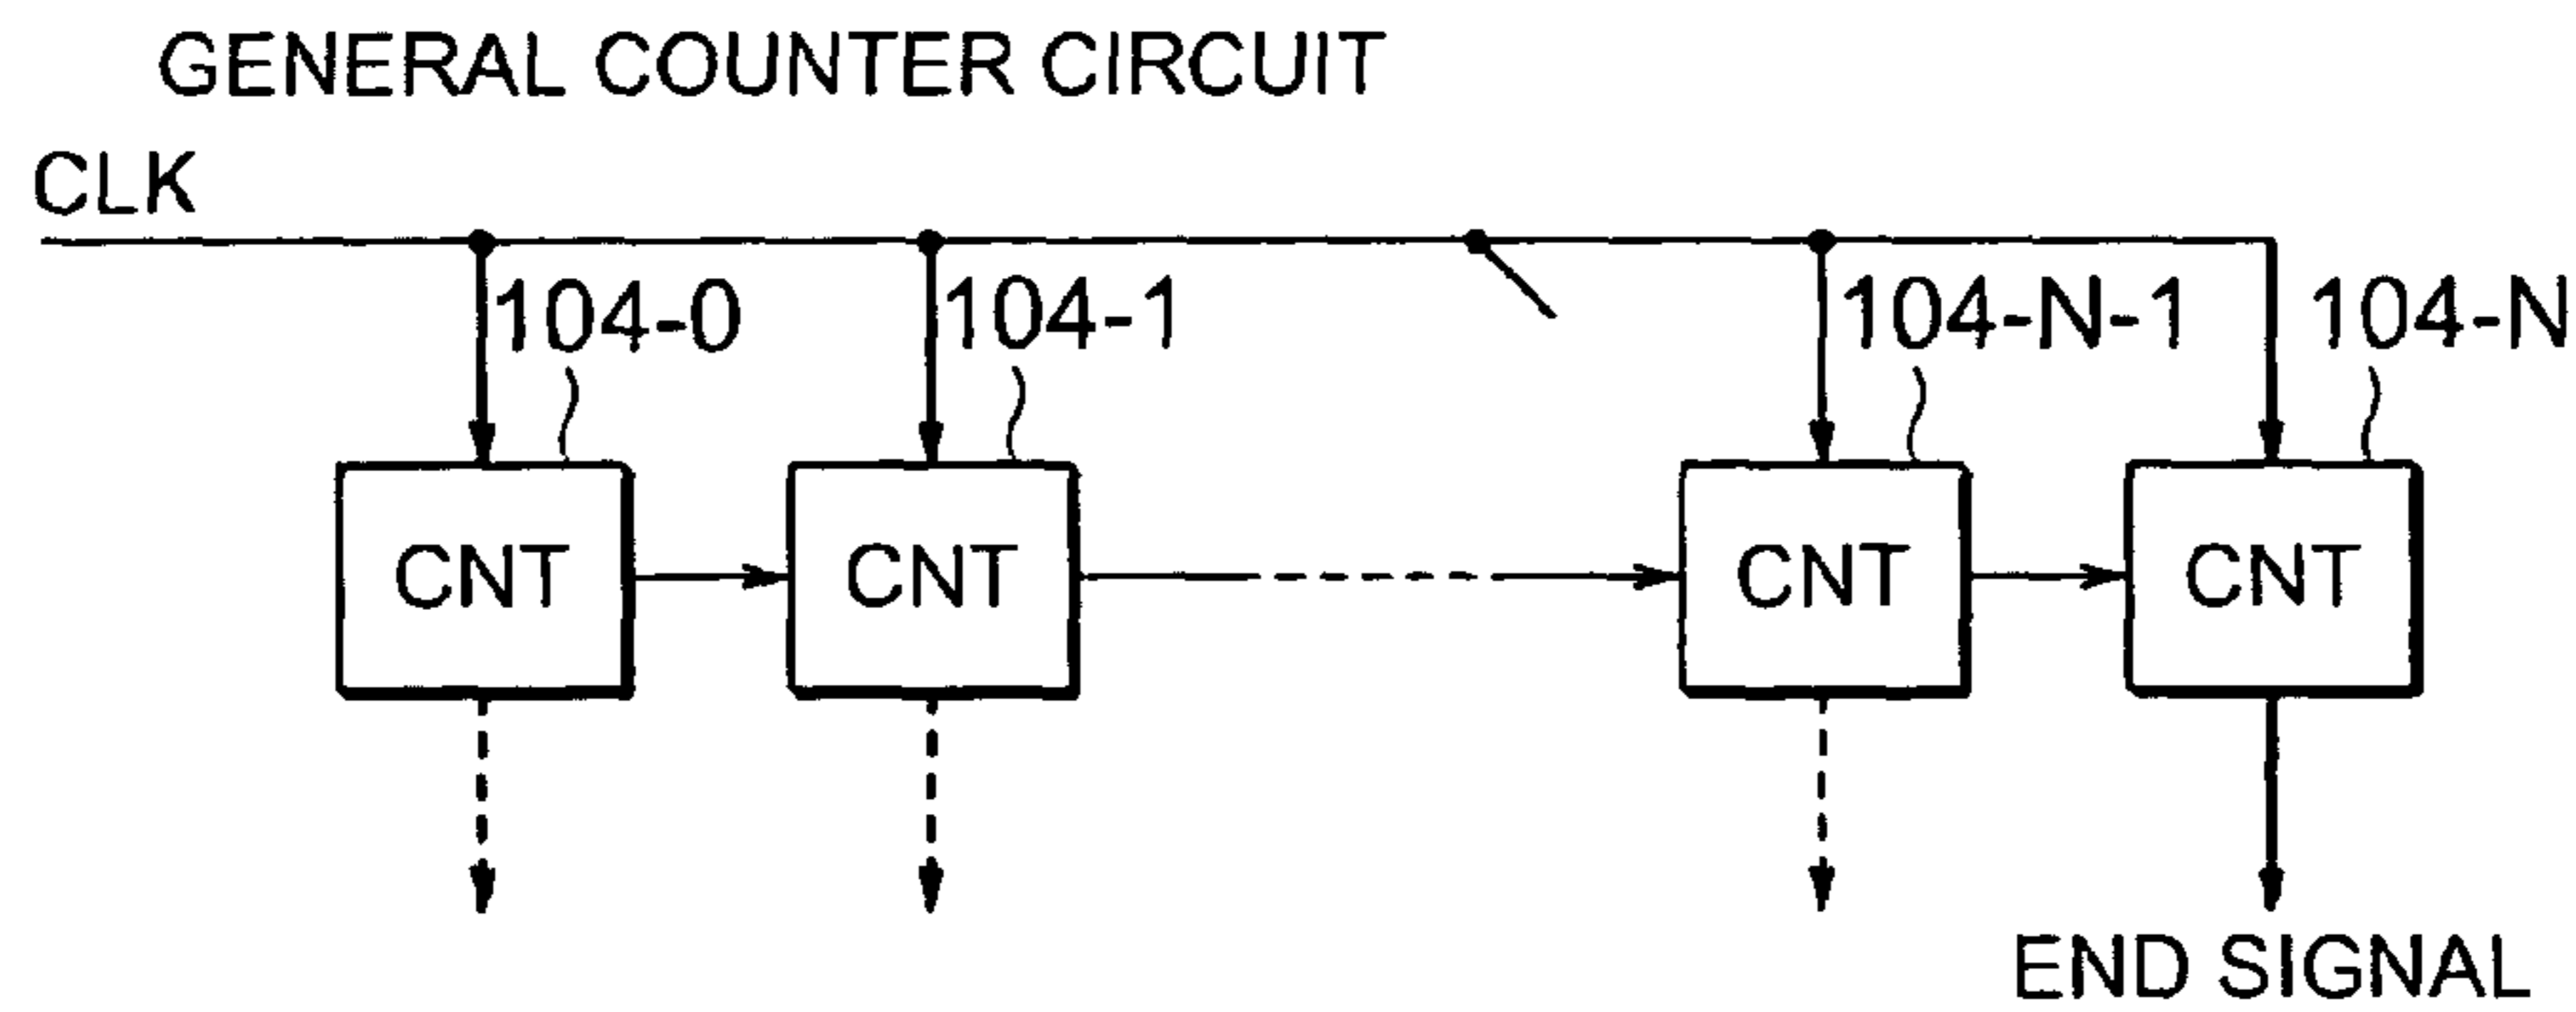 GENERAL COUNTER CIRCUIT
CLK
104-0 104-1 104-N-1 104-N
CNT CNT CNT CNT
END SIGNAL